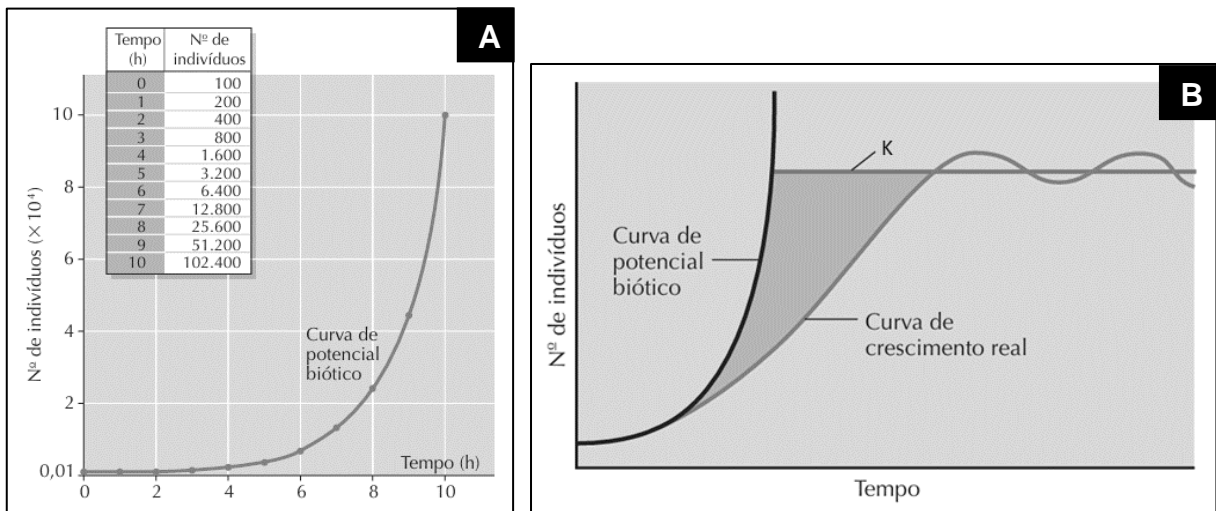 A
Tempo (h) Nº de indivíduos
0 100
1 200
2 400
3 800
4 1.600
5 3.200
6 6.400
7 12.800
8 25.600
9 51.200
10 102.400
Nº de indivíduos (× 10⁻⁴)
10
8
6
4
2
0,01
Curva de
potencial
biótico
Tempo (h)
0 2 4 6 8 10
B
K
Nº de indivíduos
Curva de
potencial
biótico
Curva de
crescimento real
Tempo